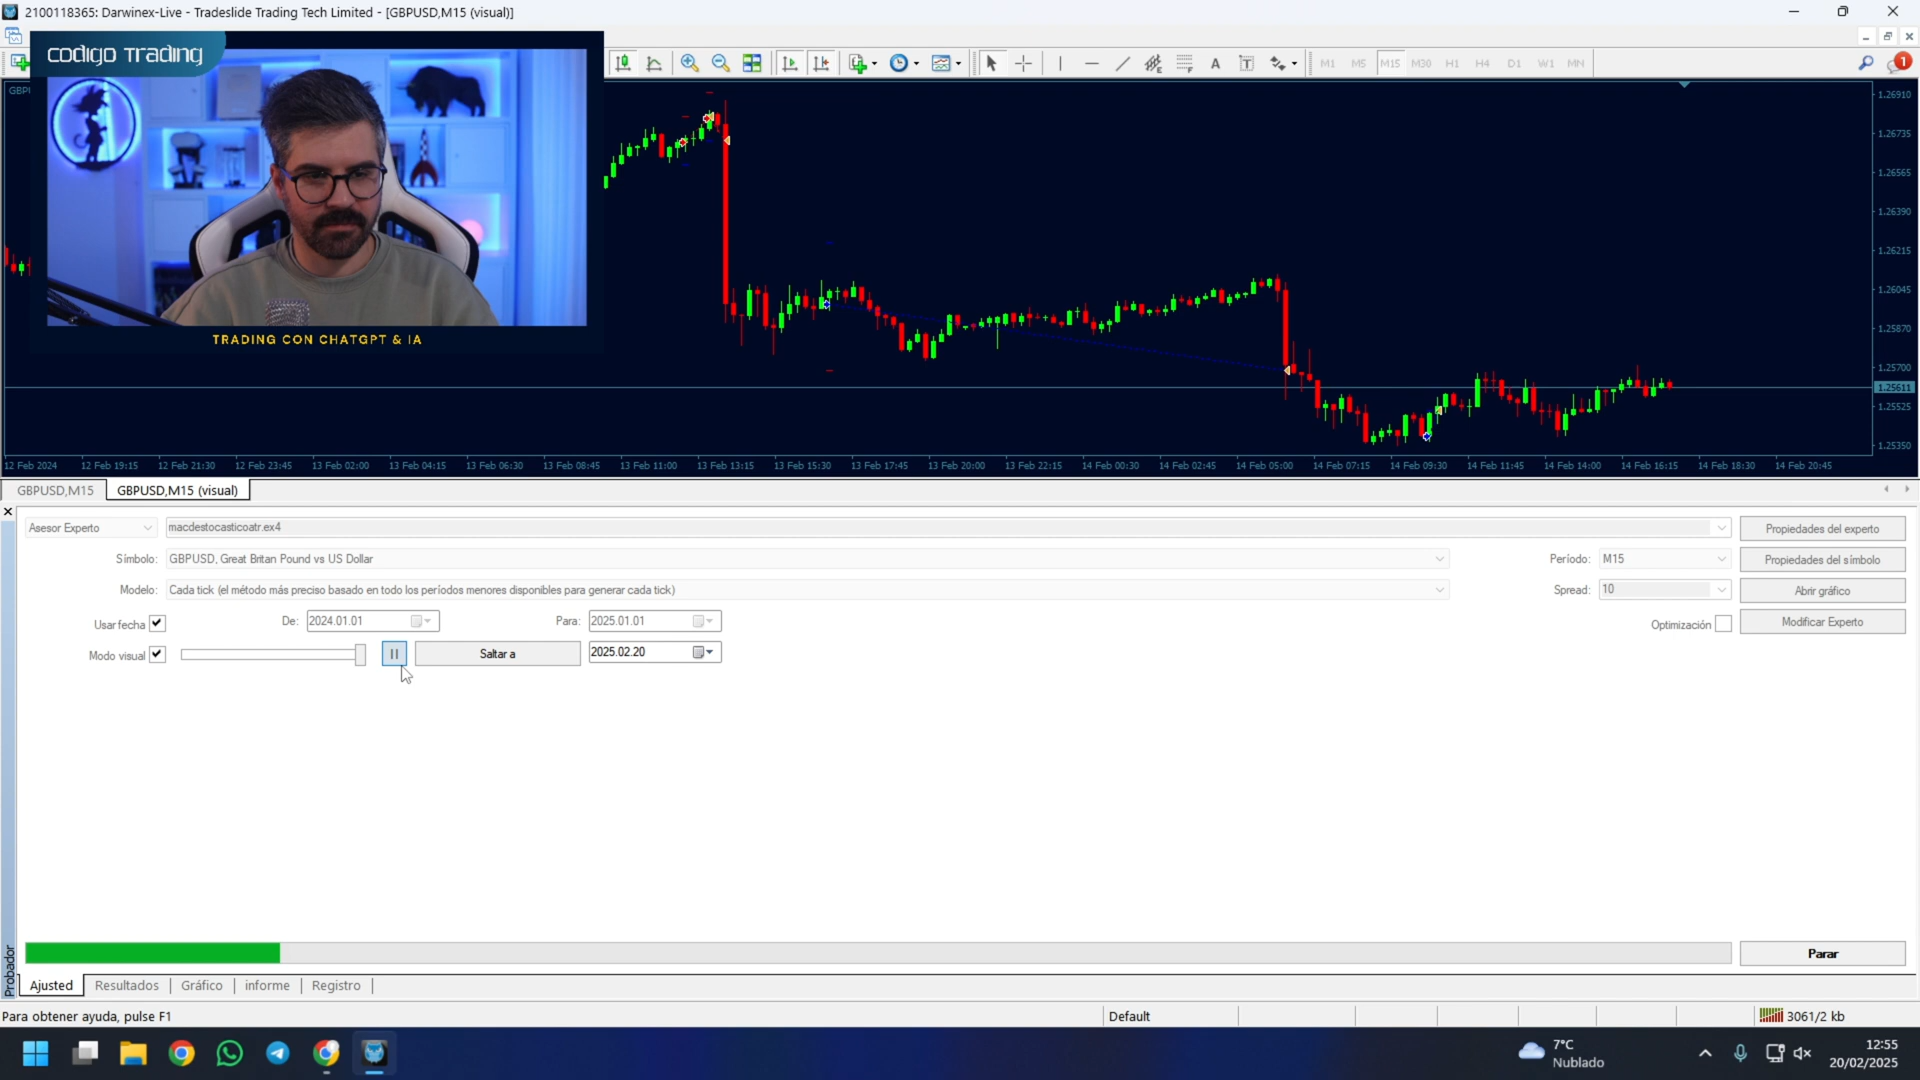 2100118365: Darwinex-Live - Tradeslide Trading Tech Limited - [GBPUSD,M15 (visual)]
codigo Trading
TRADING CON CHATGPT & IA
M1 M5 M15 M30 H1 H4 D1 W1 MN
1
GBPU
1.26910
1.26735
1.26565
1.26390
1.26215
1.26045
1.25870
1.25700
1.25611
1.25525
1.25350
12 Feb 2024 12 Feb 19:15 12 Feb 21:30 12 Feb 23:45 13 Feb 02:00 13 Feb 04:15 13 Feb 06:30 13 Feb 08:45 13 Feb 11:00 13 Feb 13:15 13 Feb 15:30 13 Feb 17:45 13 Feb 20:00 13 Feb 22:15 14 Feb 00:30 14 Feb 02:45 14 Feb 05:00 14 Feb 07:15 14 Feb 09:30 14 Feb 11:45 14 Feb 14:00 14 Feb 16:15 14 Feb 18:30 14 Feb 20:45
GBPUSD,M15 GBPUSD,M15 (visual)
Asesor Experto macdestocasticoatr.ex4 Propiedades del experto
Símbolo: GBPUSD, Great Britan Pound vs US Dollar Período: M15 Propiedades del símbolo
Modelo: Cada tick (el método más preciso basado en todo los períodos menores disponibles para generar cada tick) Spread: 10 Abrir gráfico
Usar fecha De: 2024.01.01 Para: 2025.01.01 Optimización Modificar Experto
Modo visual Saltar a 2025.02.20
Parar
Probador
Ajusted Resultados Gráfico informe Registro
Para obtener ayuda, pulse F1 Default 3061/2 kb
7°C
Nublado
12:55
20/02/2025